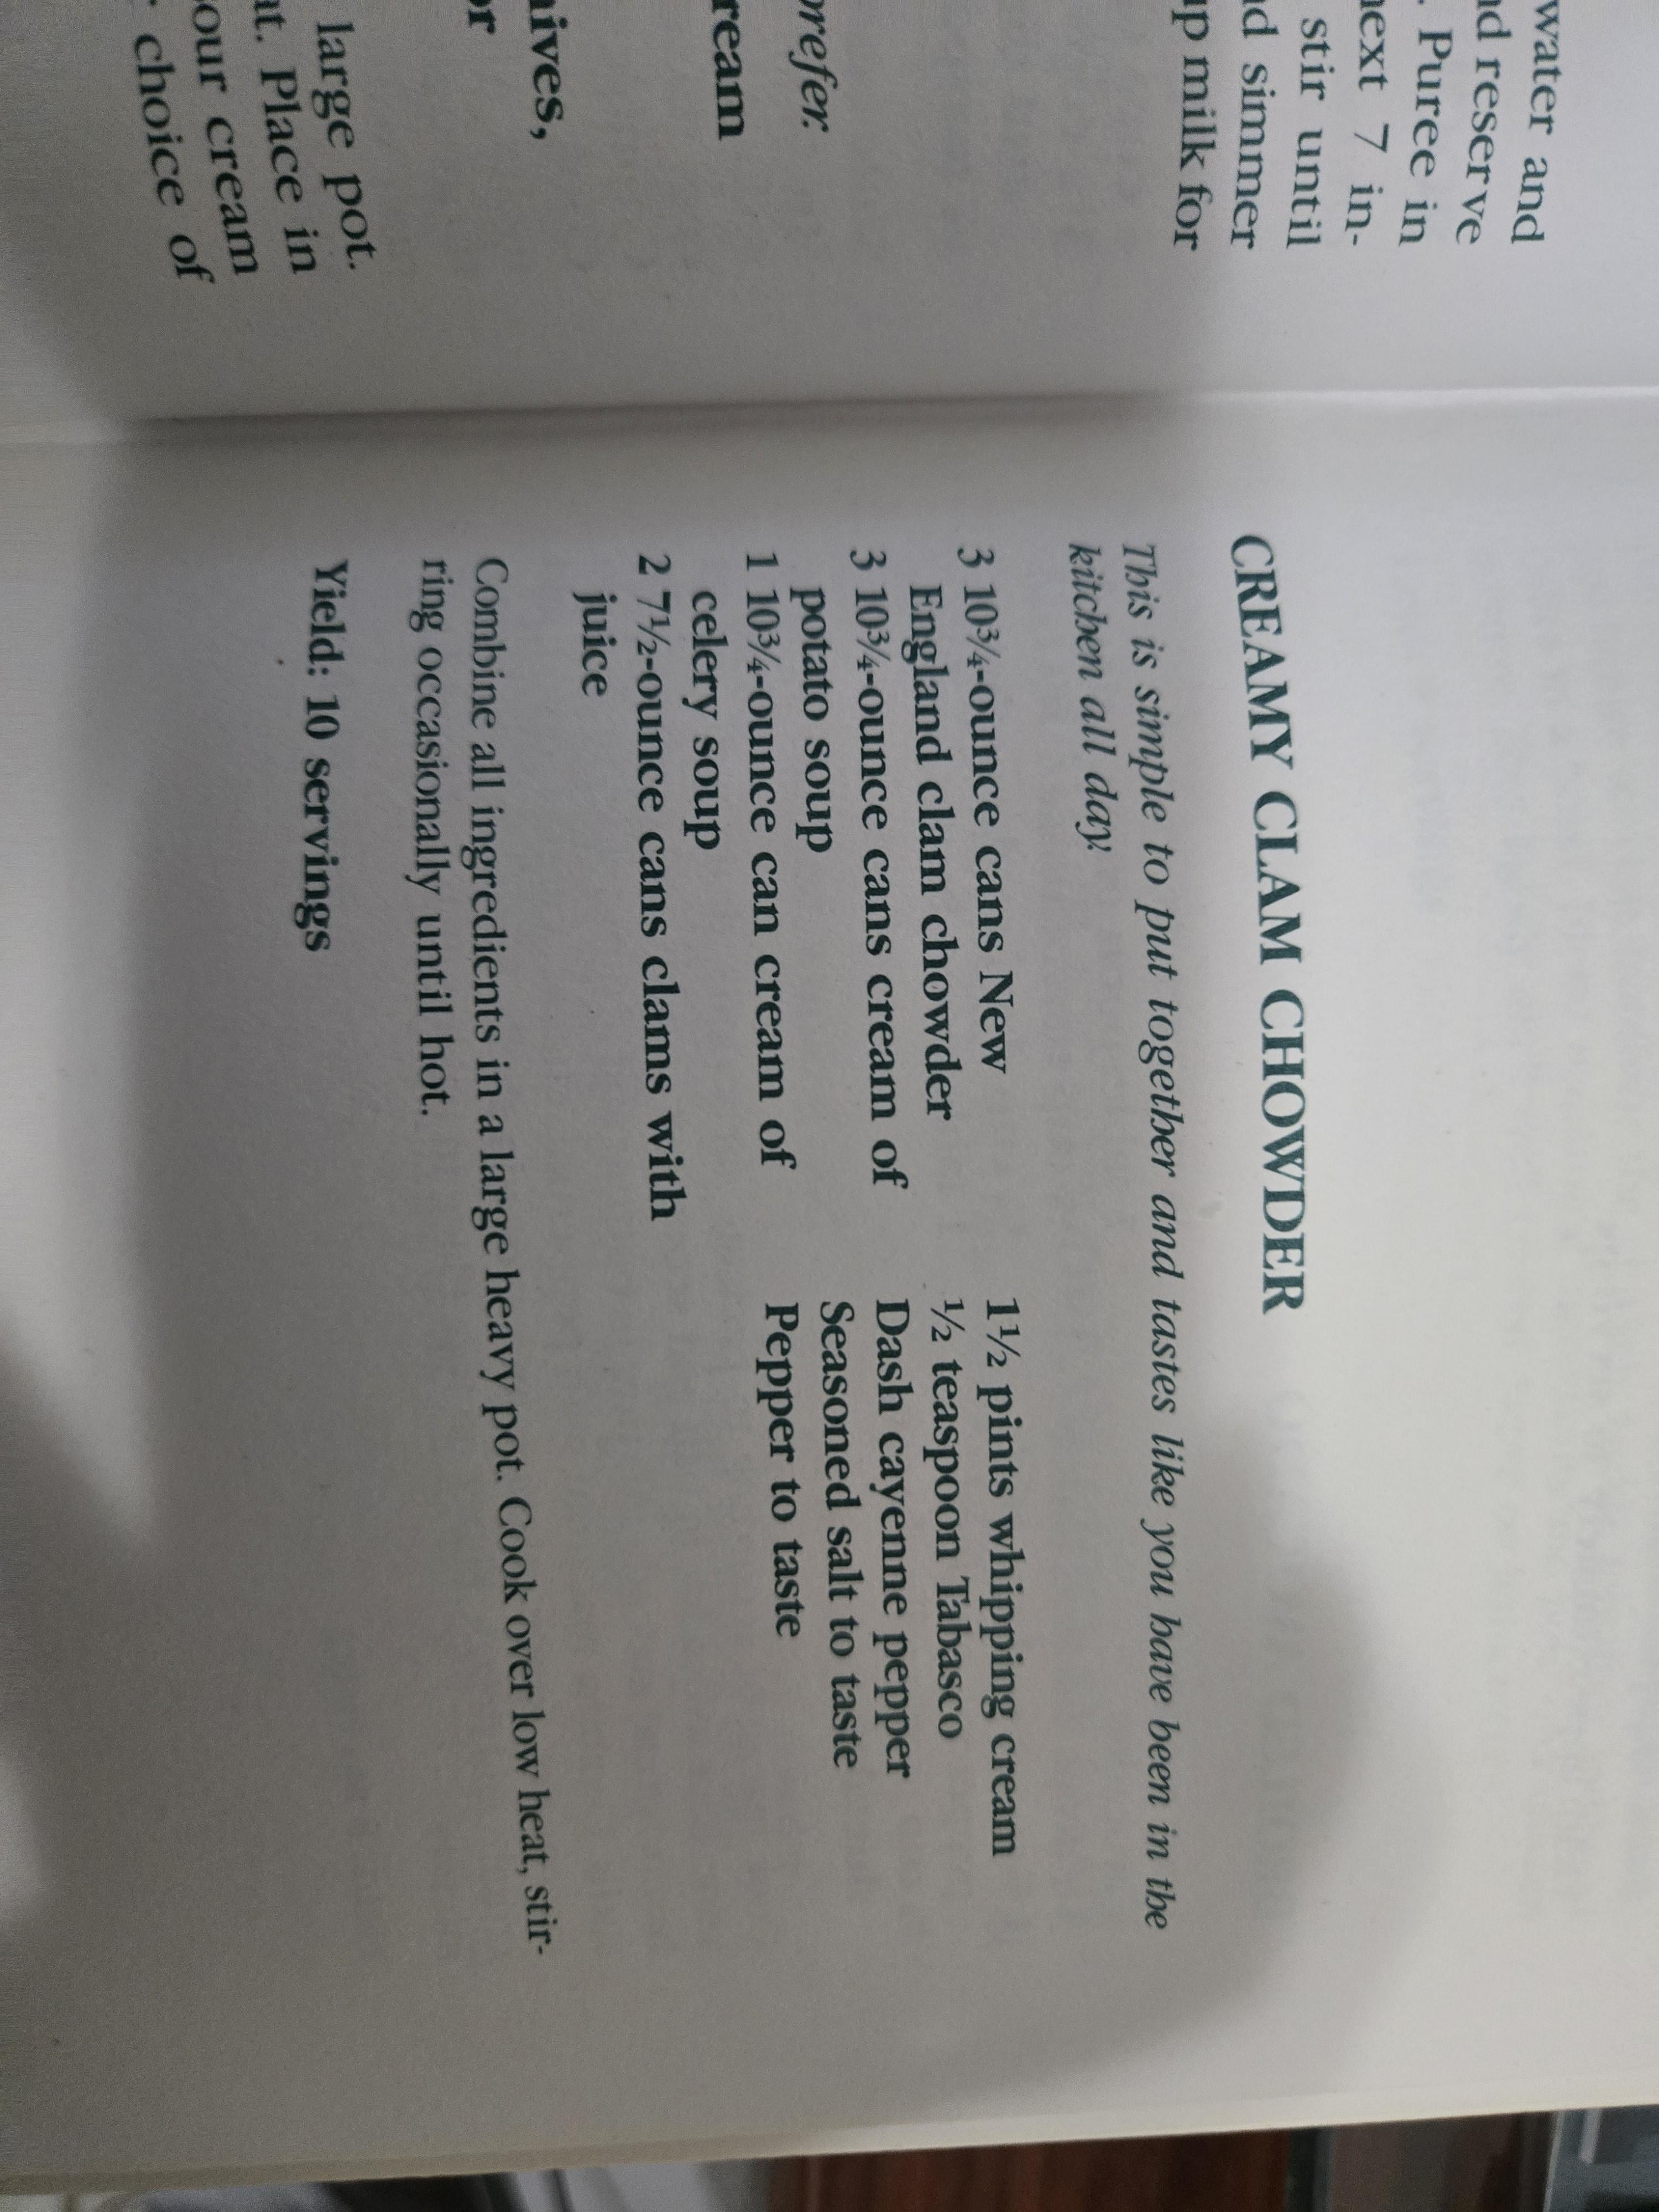 water and
nd reserve
. Puree in
next 7 in-
stir until
nd simmer
up milk for
prefer.
ream
hives,
or
large pot.
at. Place in
our cream
choice of
CREAMY CLAM CHOWDER
This is simple to put together and tastes like you have been in the
kitchen all day.
3 10¾-ounce cans New
England clam chowder
3 10¾-ounce cans cream of
potato soup
1 10¾-ounce can cream of
celery soup
2 7½-ounce cans clams with
juice
1½ pints whipping cream
½ teaspoon Tabasco
Dash cayenne pepper
Seasoned salt to taste
Pepper to taste
Combine all ingredients in a large heavy pot. Cook over low heat, stir-
ring occasionally until hot.
Yield: 10 servings